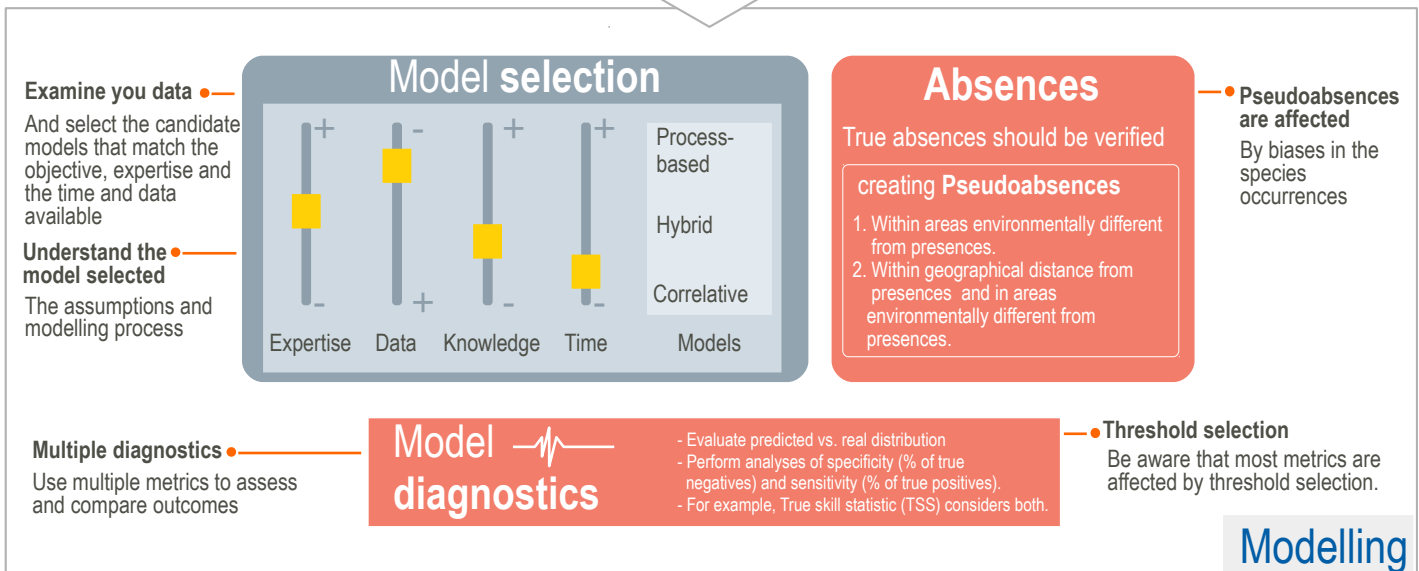 Examine you data
And select the candidate
models that match the
objective, expertise and
the time and data
available
Understand the
model selected
The assumptions and
modelling process
Model selection
+ - + +
- + - -
Expertise Data Knowledge Time Models
Process-
based
Hybrid
Correlative
Absences
True absences should be verified
creating Pseudoabsences
1. Within areas environmentally different
from presences.
2. Within geographical distance from
presences and in areas
environmentally different from
presences.
Pseudoabsences
are affected
By biases in the
species
occurrences
Multiple diagnostics
Use multiple metrics to assess
and compare outcomes
Model
diagnostics
- Evaluate predicted vs. real distribution
- Perform analyses of specificity (% of true
negatives) and sensitivity (% of true positives).
- For example, True skill statistic (TSS) considers both.
Threshold selection
Be aware that most metrics are
affected by threshold selection.
Modelling